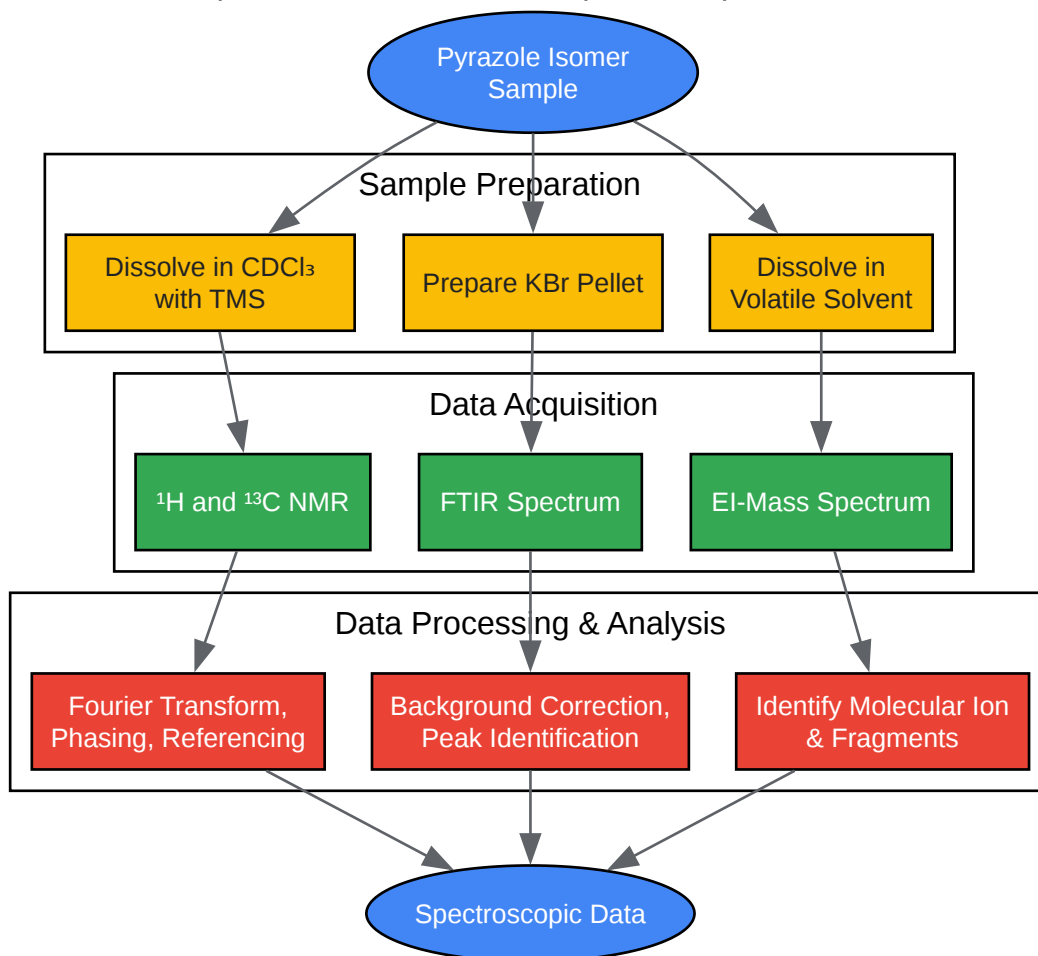 Pyrazole Isomer
Sample
Sample Preparation
Dissolve in CDCl₃
with TMS
Prepare KBr Pellet
Dissolve in
Volatile Solvent
Data Acquisition
¹H and ¹³C NMR
FTIR Spectrum
EI-Mass Spectrum
Data Processing & Analysis
Fourier Transform,
Phasing, Referencing
Background Correction,
Peak Identification
Identify Molecular Ion
& Fragments
Spectroscopic Data